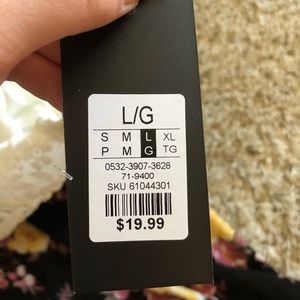 L/G
S M L XL
P M G TG
0532-3907-3628
71-9400
SKU 61044301
$19.99